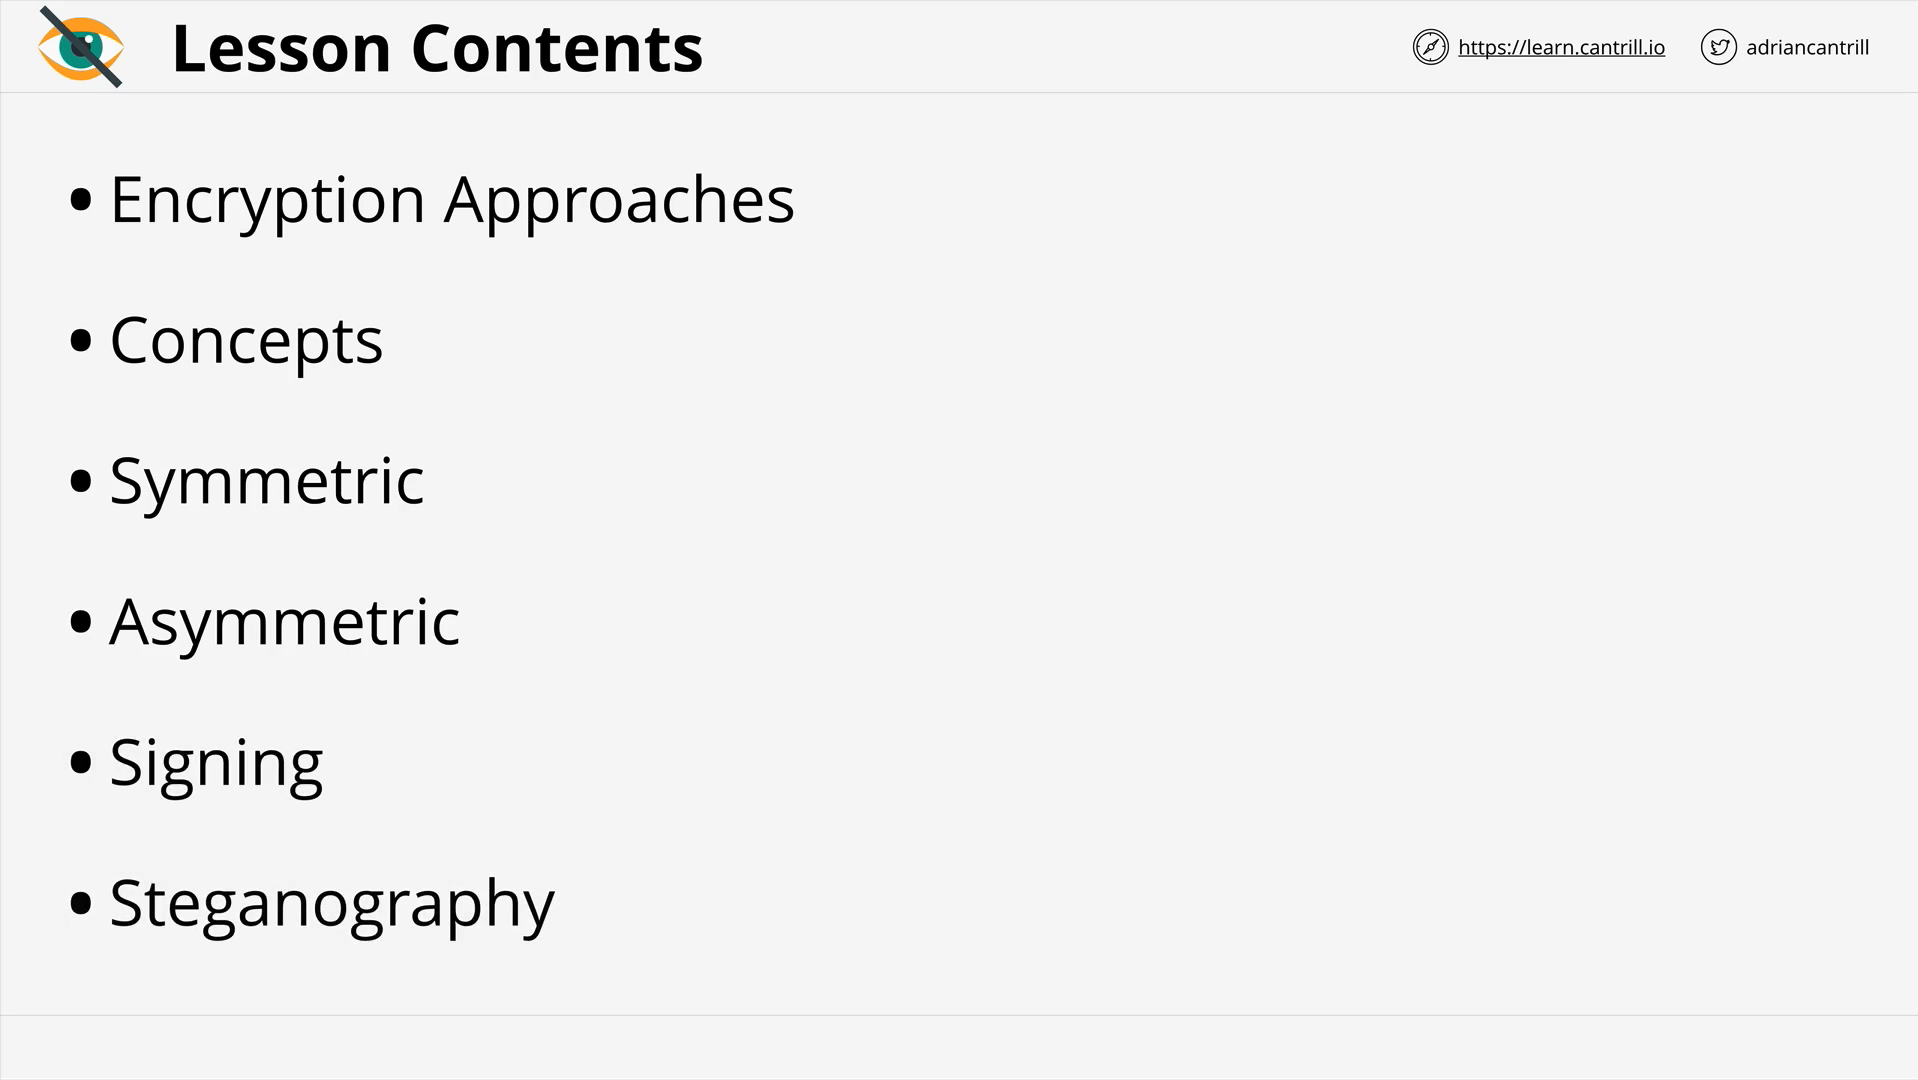 Lesson Contents
https://learn.cantrill.io
adriancantrill
• Encryption Approaches
• Concepts
• Symmetric
• Asymmetric
• Signing
• Steganography